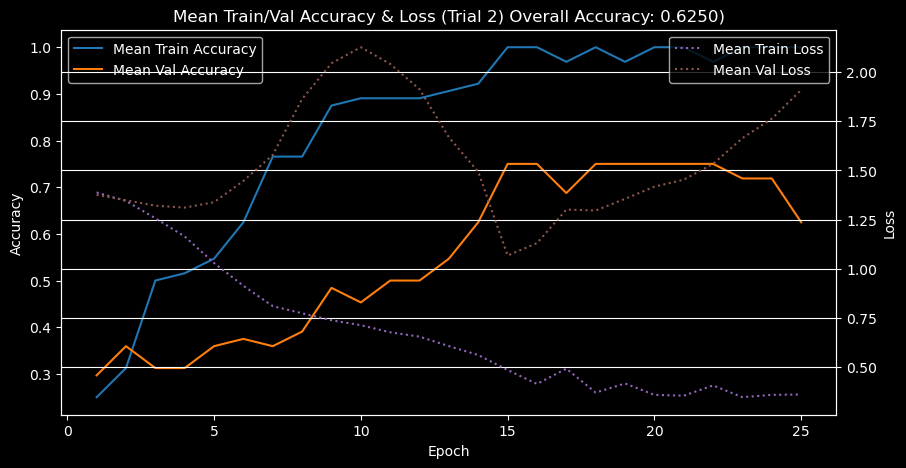 Mean Train/Val Accuracy & Loss (Trial 2) Overall Accuracy: 0.6250)
Mean Train Accuracy
Mean Val Accuracy
Mean Train Loss
Mean Val Loss
1.0
0.9
0.8
0.7
0.6
0.5
0.4
0.3
Accuracy
2.00
1.75
1.50
1.25
1.00
0.75
0.50
Loss
0 5 10 15 20 25
Epoch